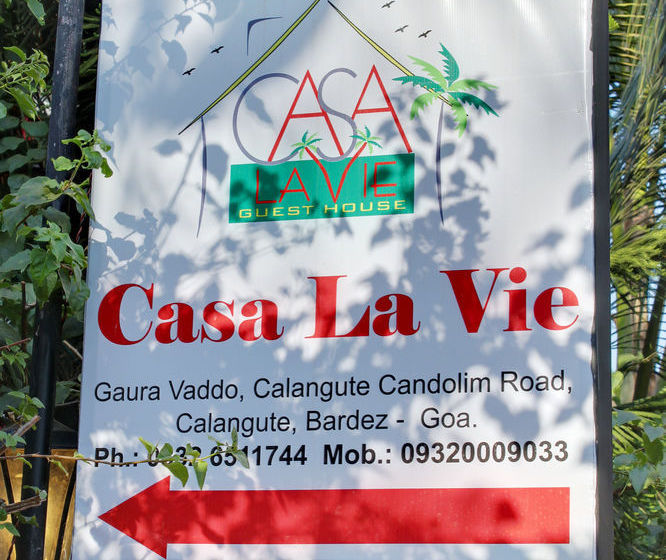 CASA
LA VIE
GUEST HOUSE
Casa La Vie
Gaura Vaddo, Calangute Candolim Road,
Calangute, Bardez - Goa.
Ph.: 6511744 Mob.: 09320009033